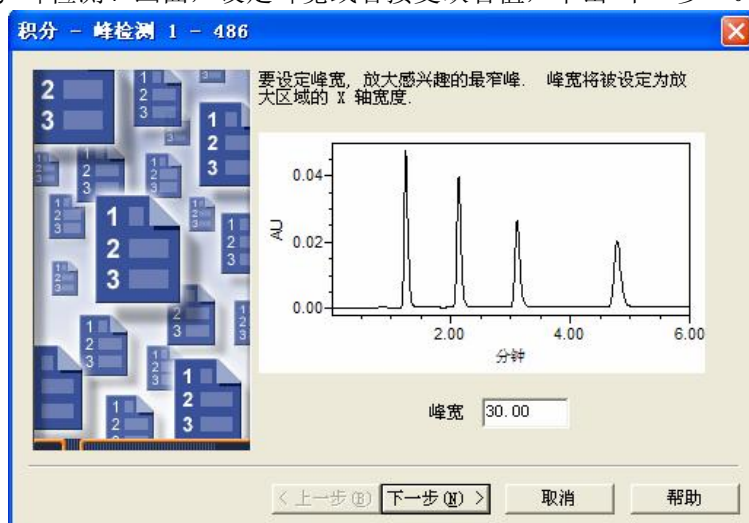 积分 - 峰检测 1 - 486
要设定峰宽, 放大感兴趣的最窄峰. 峰宽将被设定为放
大区域的 X 轴宽度.
0.04
0.02
0.00
AU
2.00 4.00 6.00
分钟
峰宽 30.00
< 上一步(B) 下一步(N) > 取消 帮助